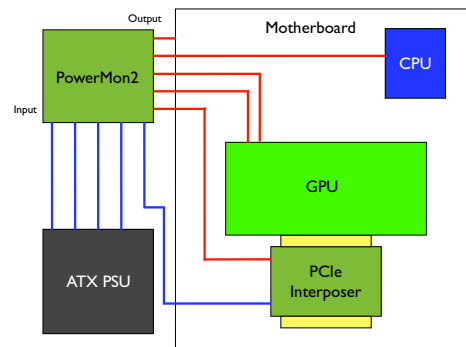 Output
Motherboard
PowerMon2
CPU
Input
GPU
ATX PSU
PCIe
Interposer